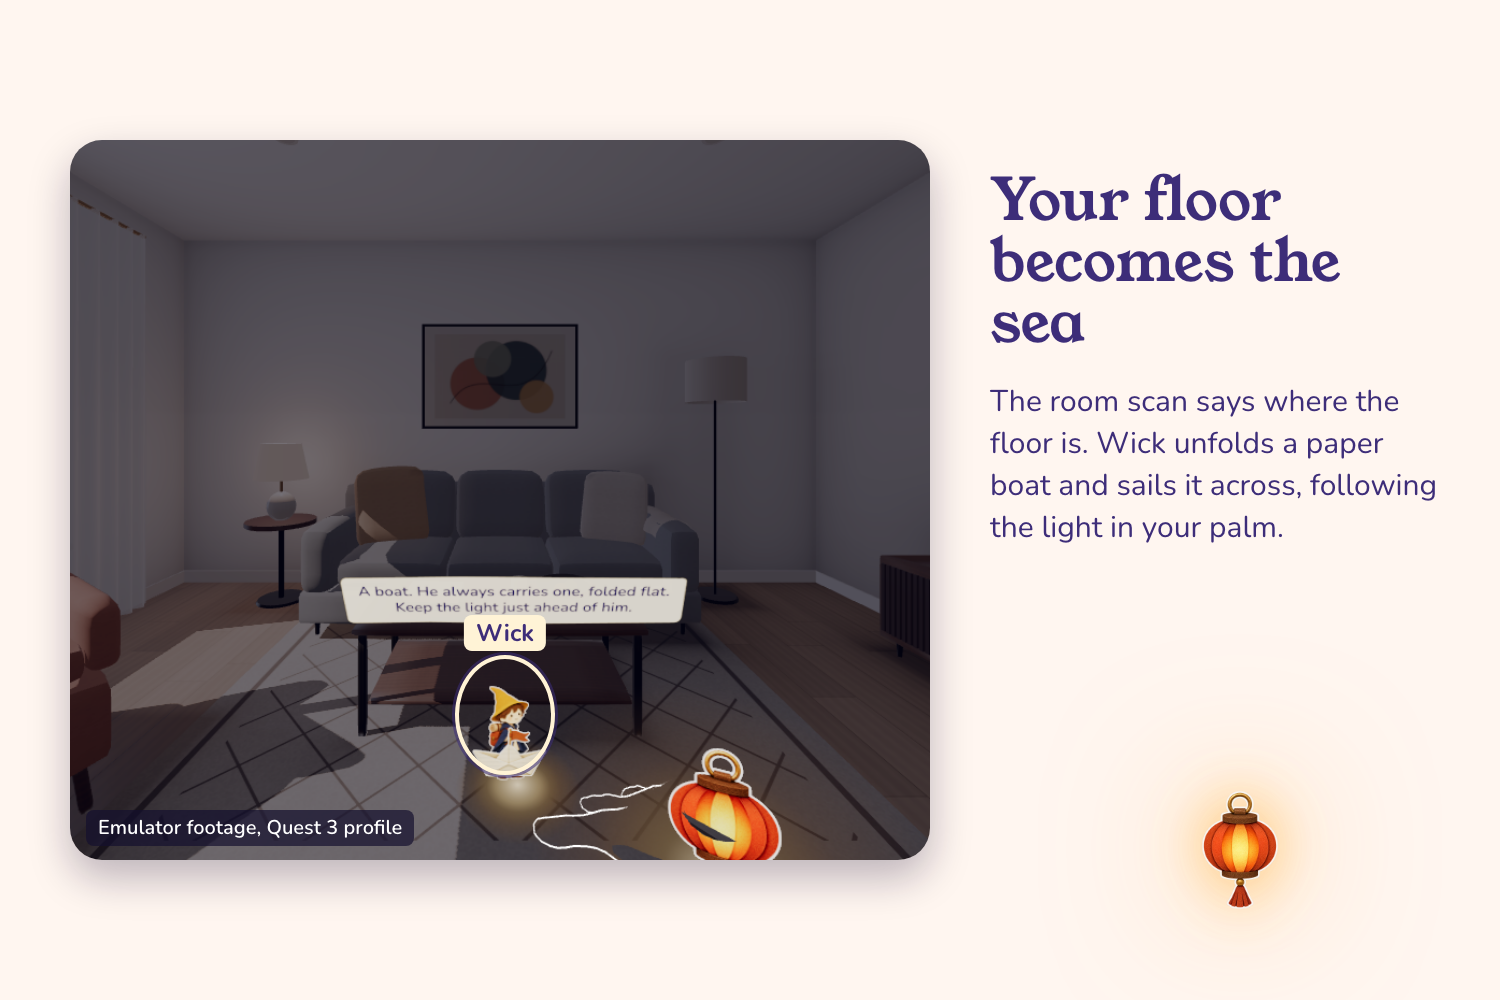 Your floor
becomes the
sea
The room scan says where the
floor is. Wick unfolds a paper
boat and sails it across, following
the light in your palm.
A boat. He always carries one, folded flat.
Keep the light just ahead of him.
Wick
Emulator footage, Quest 3 profile